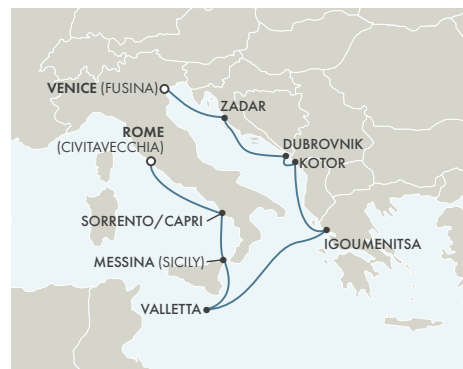 VENICE (FUSINA)
ZADAR
ROME
(CIVITAVECCHIA)
DUBROVNIK
KOTOR
SORRENTO/CAPRI
IGOUMENITSA
MESSINA (SICILY)
VALLETTA